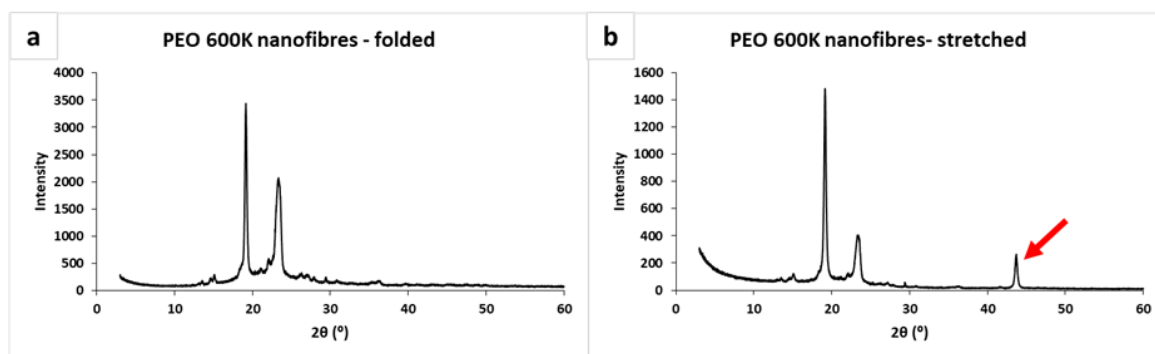 a
PEO 600K nanofibres - folded
4000
3500
3000
2500
2000
1500
1000
500
0
Intensity
0 10 20 30 40 50 60
2θ (º)
b
PEO 600K nanofibres- stretched
1600
1400
1200
1000
800
600
400
200
0
Intensity
0 10 20 30 40 50 60
2θ (º)